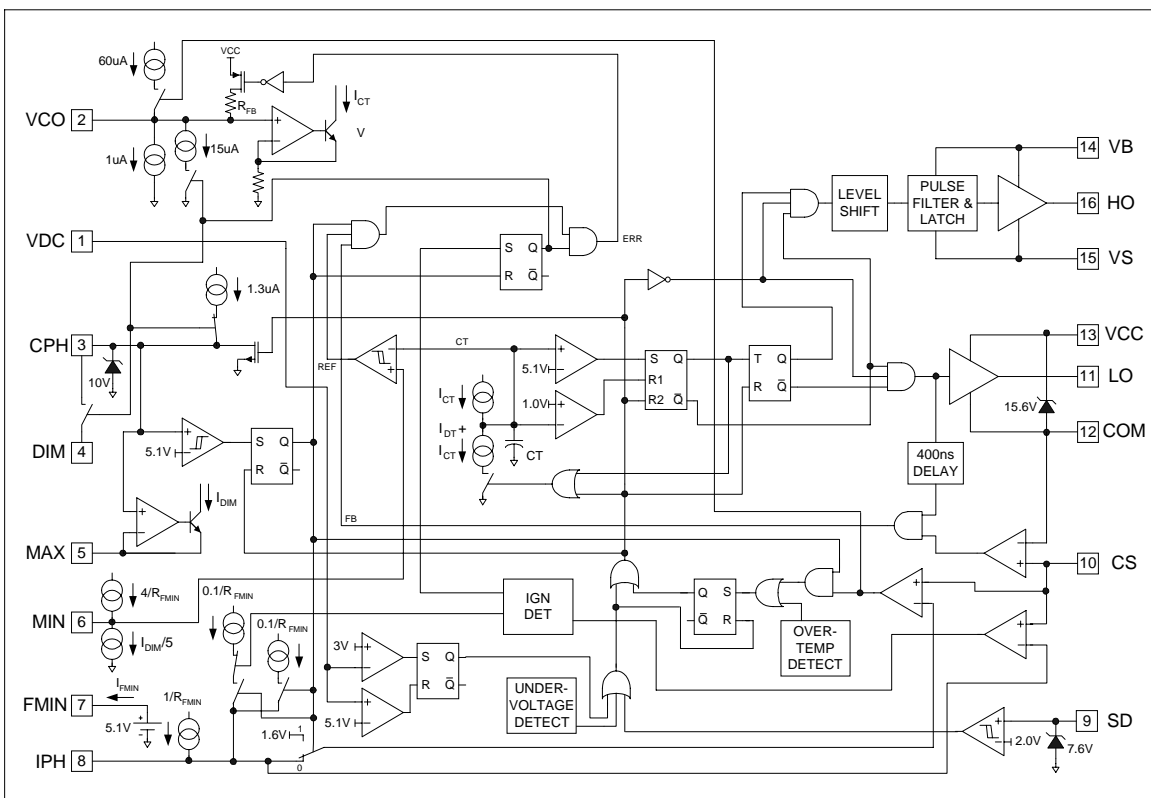 60uA
VCC
R_FB
I_CT
VCO 2
V
1uA
15uA
VDC 1
1.3uA
CPH 3
10V
DIM 4
5.1V
S Q
R Q̅
I_DIM
MAX 5
4/R_FMIN
MIN 6
I_DIM/5
0.1/R_FMIN
0.1/R_FMIN
I_FMIN
FMIN 7
5.1V
1/R_FMIN
IPH 8
1.6V
1
0
S Q
R Q̅
ERR
REF
CT
I_CT
I_DT+
I_CT
CT
5.1V
1.0V
S Q
R1
R2 Q̅
T Q
R Q̅
FB
IGN
DET
3V
5.1V
S Q
R Q̅
UNDER-
VOLTAGE
DETECT
Q S
Q̅ R
OVER-
TEMP
DETECT
LEVEL
SHIFT
PULSE
FILTER &
LATCH
400ns
DELAY
14 VB
16 HO
15 VS
13 VCC
11 LO
15.6V
12 COM
10 CS
9 SD
2.0V
7.6V